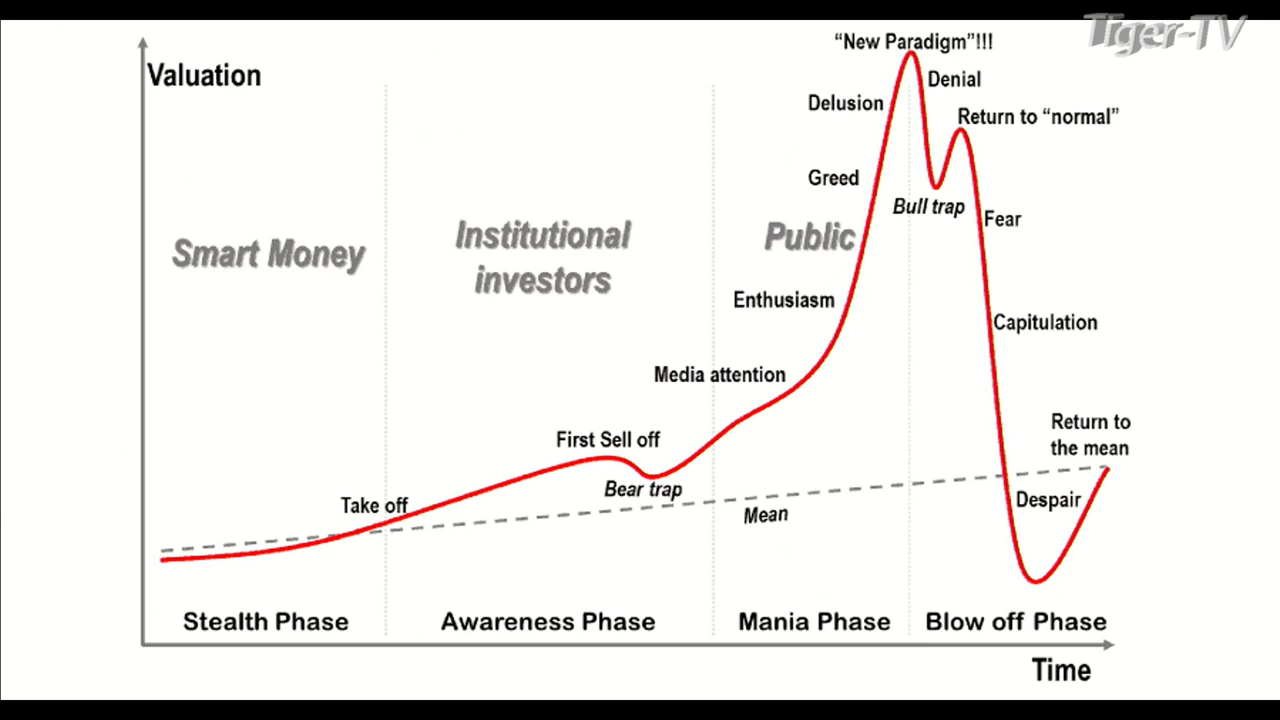 Tiger-TV
Valuation
“New Paradigm”!!!
Denial
Delusion
Return to “normal”
Greed
Bull trap
Fear
Smart Money
Institutional
investors
Public
Enthusiasm
Capitulation
Media attention
First Sell off
Return to
the mean
Bear trap
Take off
Mean
Despair
Stealth Phase
Awareness Phase
Mania Phase
Blow off Phase
Time